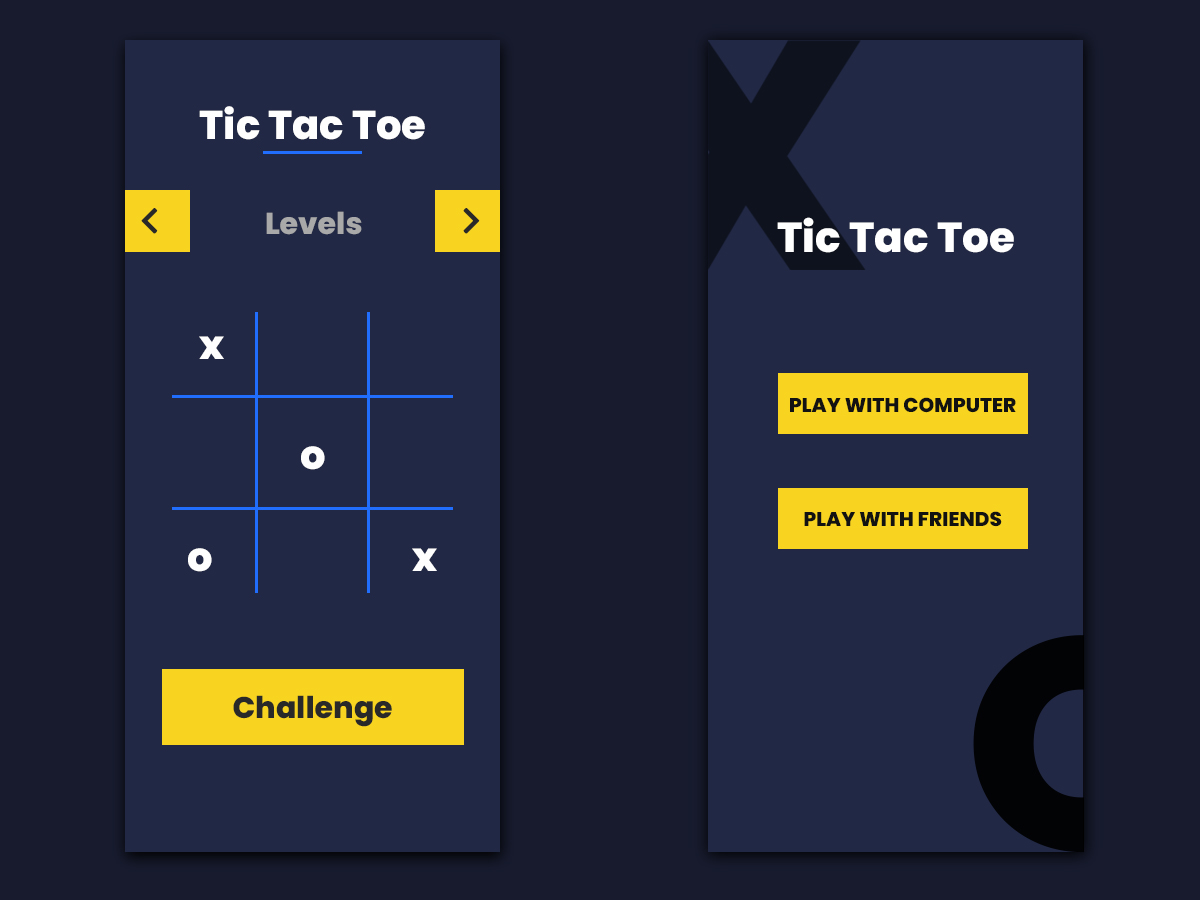 Tic Tac Toe
Levels
x
o
o
x
Challenge
X
Tic Tac Toe
PLAY WITH COMPUTER
PLAY WITH FRIENDS
O